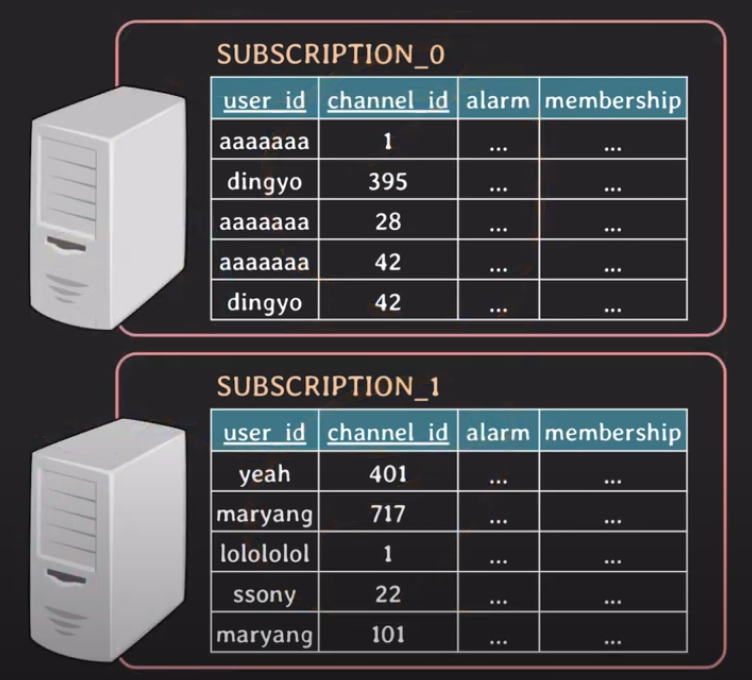 SUBSCRIPTION_0
user_id channel_id alarm membership
aaaaaaa 1 ... ...
dingyo 395 ... ...
aaaaaaa 28 ... ...
aaaaaaa 42 ... ...
dingyo 42 ... ...
SUBSCRIPTION_1
user_id channel_id alarm membership
yeah 401 ... ...
maryang 717 ... ...
lolololol 1 ... ...
ssony 22 ... ...
maryang 101 ... ...